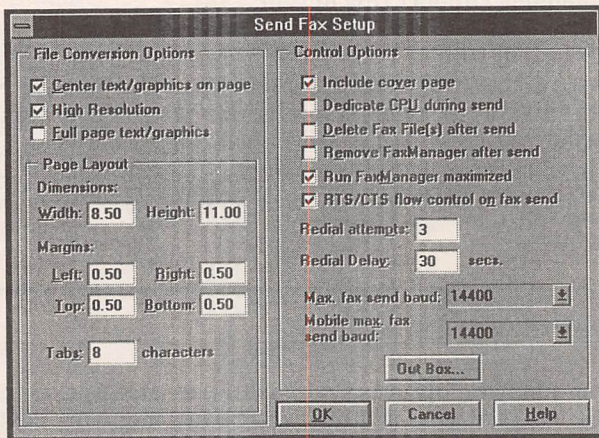 Send Fax Setup
File Conversion Options
Center text/graphics on page
High Resolution
Full page text/graphics
Page Layout
Dimensions:
Width: 8.50 Height: 11.00
Margins:
Left: 0.50 Right: 0.50
Top: 0.50 Bottom: 0.50
Tabs: 8 characters
Control Options
Include cover page
Dedicate CPU during send
Delete Fax File(s) after send
Remove FaxManager after send
Run FaxManager maximized
RTS/CTS flow control on fax send
Redial attempts: 3
Redial Delay: 30 secs.
Max. fax send baud: 14400
Mobile max. fax
send baud: 14400
Out Box...
OK Cancel Help